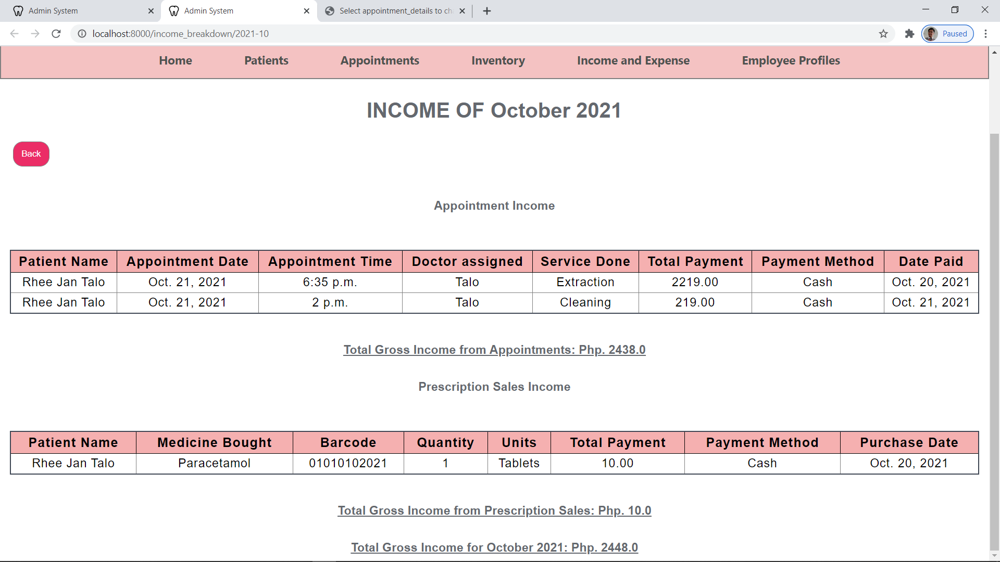 Admin System
Admin System
Select appointment_details to ch
localhost:8000/income_breakdown/2021-10
Paused
Home Patients Appointments Inventory Income and Expense Employee Profiles
INCOME OF October 2021
Back
Appointment Income
Patient Name Appointment Date Appointment Time Doctor assigned Service Done Total Payment Payment Method Date Paid
Rhee Jan Talo Oct. 21, 2021 6:35 p.m. Talo Extraction 2219.00 Cash Oct. 20, 2021
Rhee Jan Talo Oct. 21, 2021 2 p.m. Talo Cleaning 219.00 Cash Oct. 21, 2021
Total Gross Income from Appointments: Php. 2438.0
Prescription Sales Income
Patient Name Medicine Bought Barcode Quantity Units Total Payment Payment Method Purchase Date
Rhee Jan Talo Paracetamol 01010102021 1 Tablets 10.00 Cash Oct. 20, 2021
Total Gross Income from Prescription Sales: Php. 10.0
Total Gross Income for October 2021: Php. 2448.0